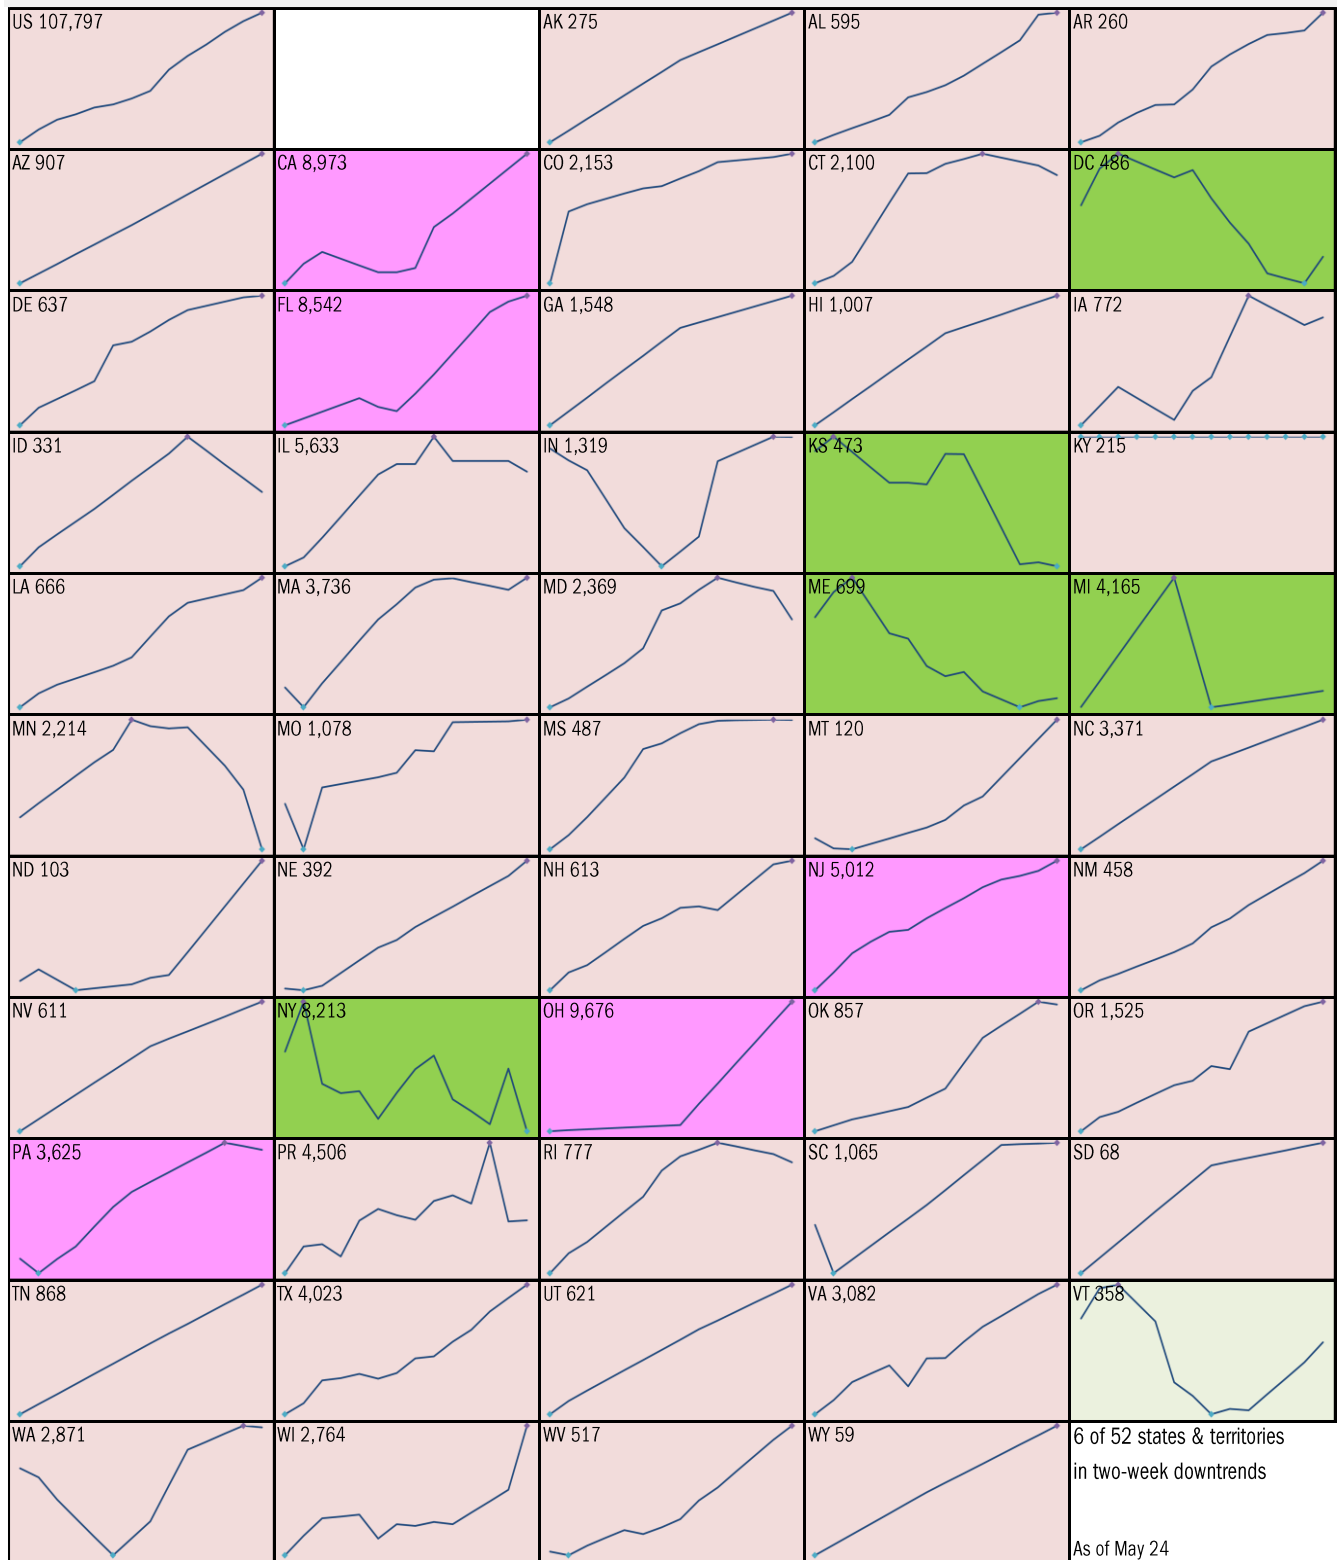 US 107,797
AK 275
AL 595
AR 260
AZ 907
CA 8,973
CO 2,153
CT 2,100
DC 486
DE 637
FL 8,542
GA 1,548
HI 1,007
IA 772
ID 331
IL 5,633
IN 1,319
KS 473
KY 215
LA 666
MA 3,736
MD 2,369
ME 699
MI 4,165
MN 2,214
MO 1,078
MS 487
MT 120
NC 3,371
ND 103
NE 392
NH 613
NJ 5,012
NM 458
NV 611
NY 8,213
OH 9,676
OK 857
OR 1,525
PA 3,625
PR 4,506
RI 777
SC 1,065
SD 68
TN 868
TX 4,023
UT 621
VA 3,082
VT 358
WA 2,871
WI 2,764
WV 517
WY 59
6 of 52 states & territories
in two-week downtrends
As of May 24